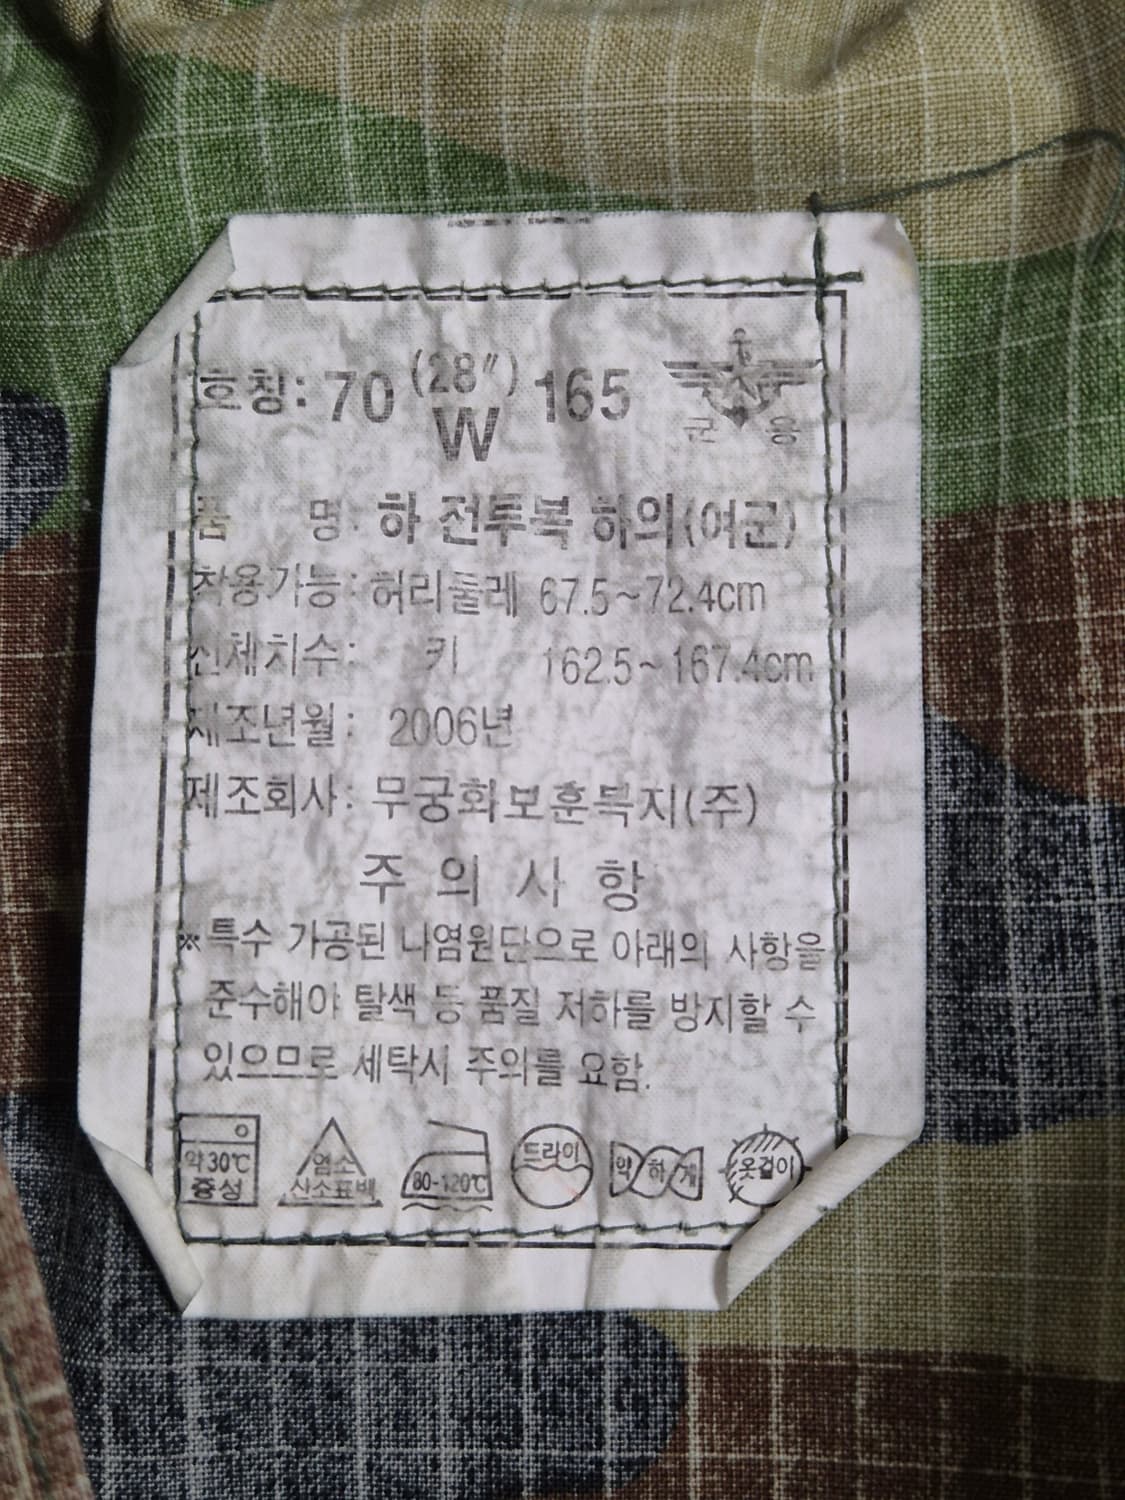 호칭: 70 (28")W 165
군 용
품 명: 하 전투복 하의(여군)
착용가능: 허리둘레 67.5~72.4cm
신체치수: 키 162.5~167.4cm
제조년월: 2006년
제조회사: 무궁화보훈복지(주)
주 의 사 항
※ 특수 가공된 나염원단으로 아래의 사항을
준수해야 탈색 등 품질 저하를 방지할 수
있으므로 세탁시 주의를 요함.
약30℃ 중성
염소 산소표백
80-120℃
드라이
약하게
옷걸이